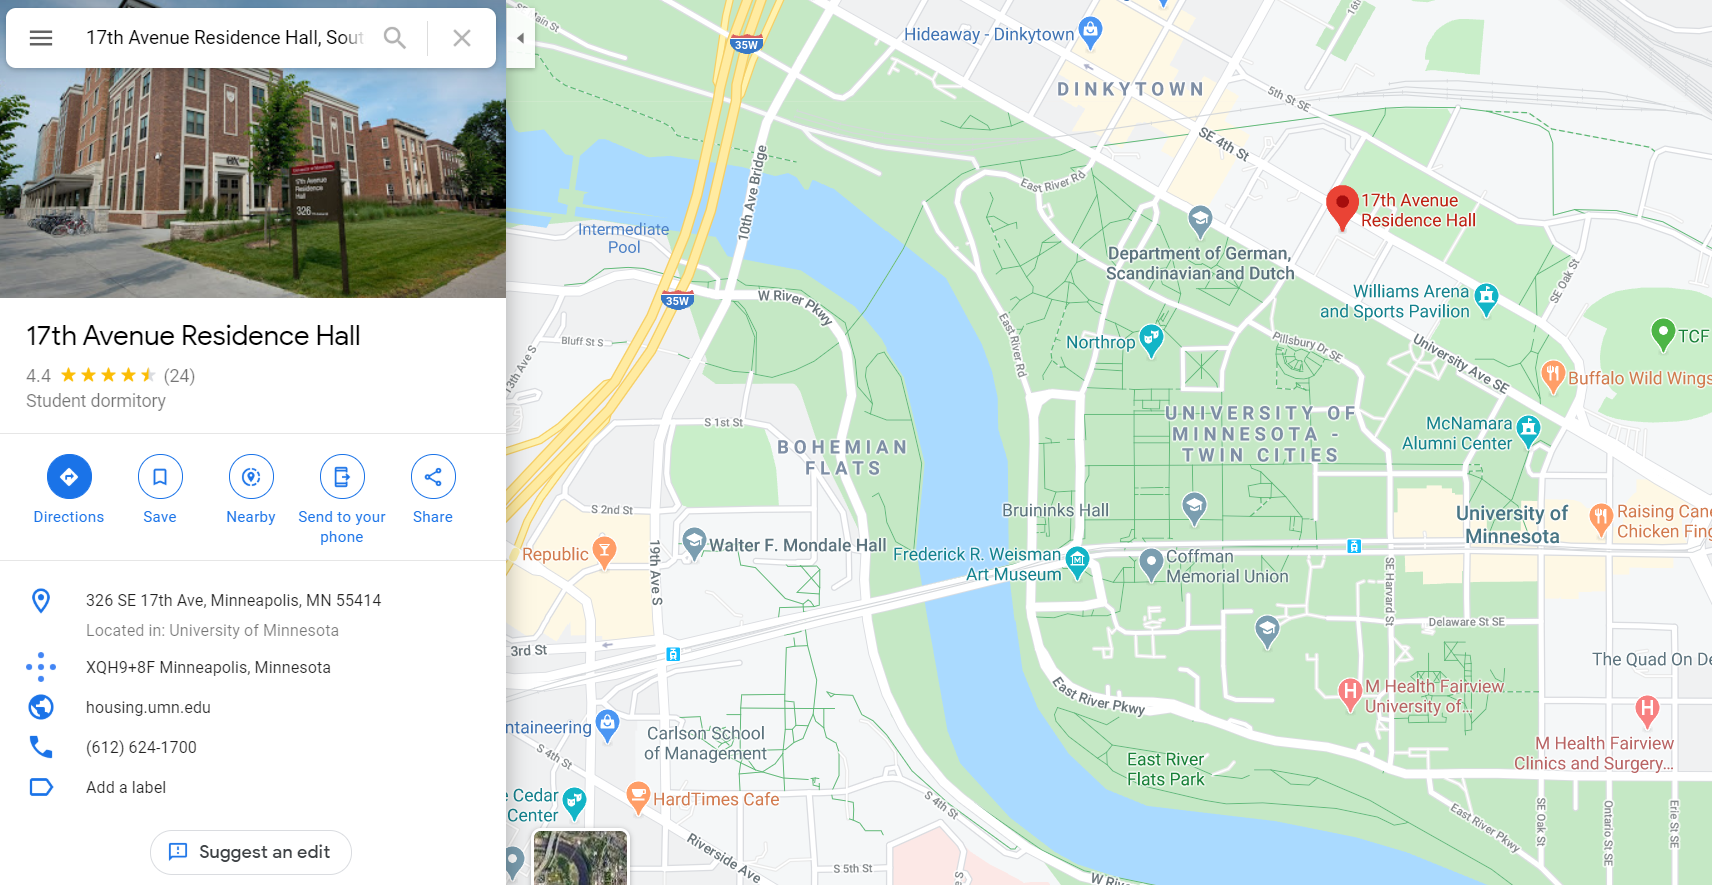 17th Avenue Residence Hall, Sout
17th Avenue
Residence
Hall
326
17th Avenue Residence Hall
4.4
(24)
Student dormitory
Directions
Save
Nearby
Send to your
phone
Share
326 SE 17th Ave, Minneapolis, MN 55414
Located in: University of Minnesota
XQH9+8F Minneapolis, Minnesota
housing.umn.edu
(612) 624-1700
Add a label
Suggest an edit
Main St
35W
Hideaway - Dinkytown
DINKYTOWN
5th St SE
16th
SE 4th St
10th Ave Bridge
East River Rd
17th Avenue
Residence Hall
Intermediate
Pool
Department of German,
Scandinavian and Dutch
SE Oak St
35W
W River Pkwy
Williams Arena
and Sports Pavilion
Bluff St S
13th Ave S
East River Rd
Northrop
Pillsbury Dr SE
University Ave SE
TCF
Buffalo Wild Wings
S 1st St
BOHEMIAN
FLATS
UNIVERSITY OF
MINNESOTA -
TWIN CITIES
McNamara
Alumni Center
S 2nd St
Bruininks Hall
University of
Minnesota
Raising Cane
Chicken Fing
Republic
19th Ave S
Walter F. Mondale Hall
Frederick R. Weisman
Art Museum
Coffman
Memorial Union
SE Harvard St
Delaware St SE
3rd St
The Quad On De
East River Pkwy
M Health Fairview
University of...
ntaineering
Carlson School
of Management
S 4th St
M Health Fairview
Clinics and Surgery...
East River
Flats Park
e Cedar
Center
HardTimes Cafe
S 4th St
East River Pkwy
SE Oak St
Ontario St SE
Erie St SE
Riverside Ave
S 5th St
W Riv